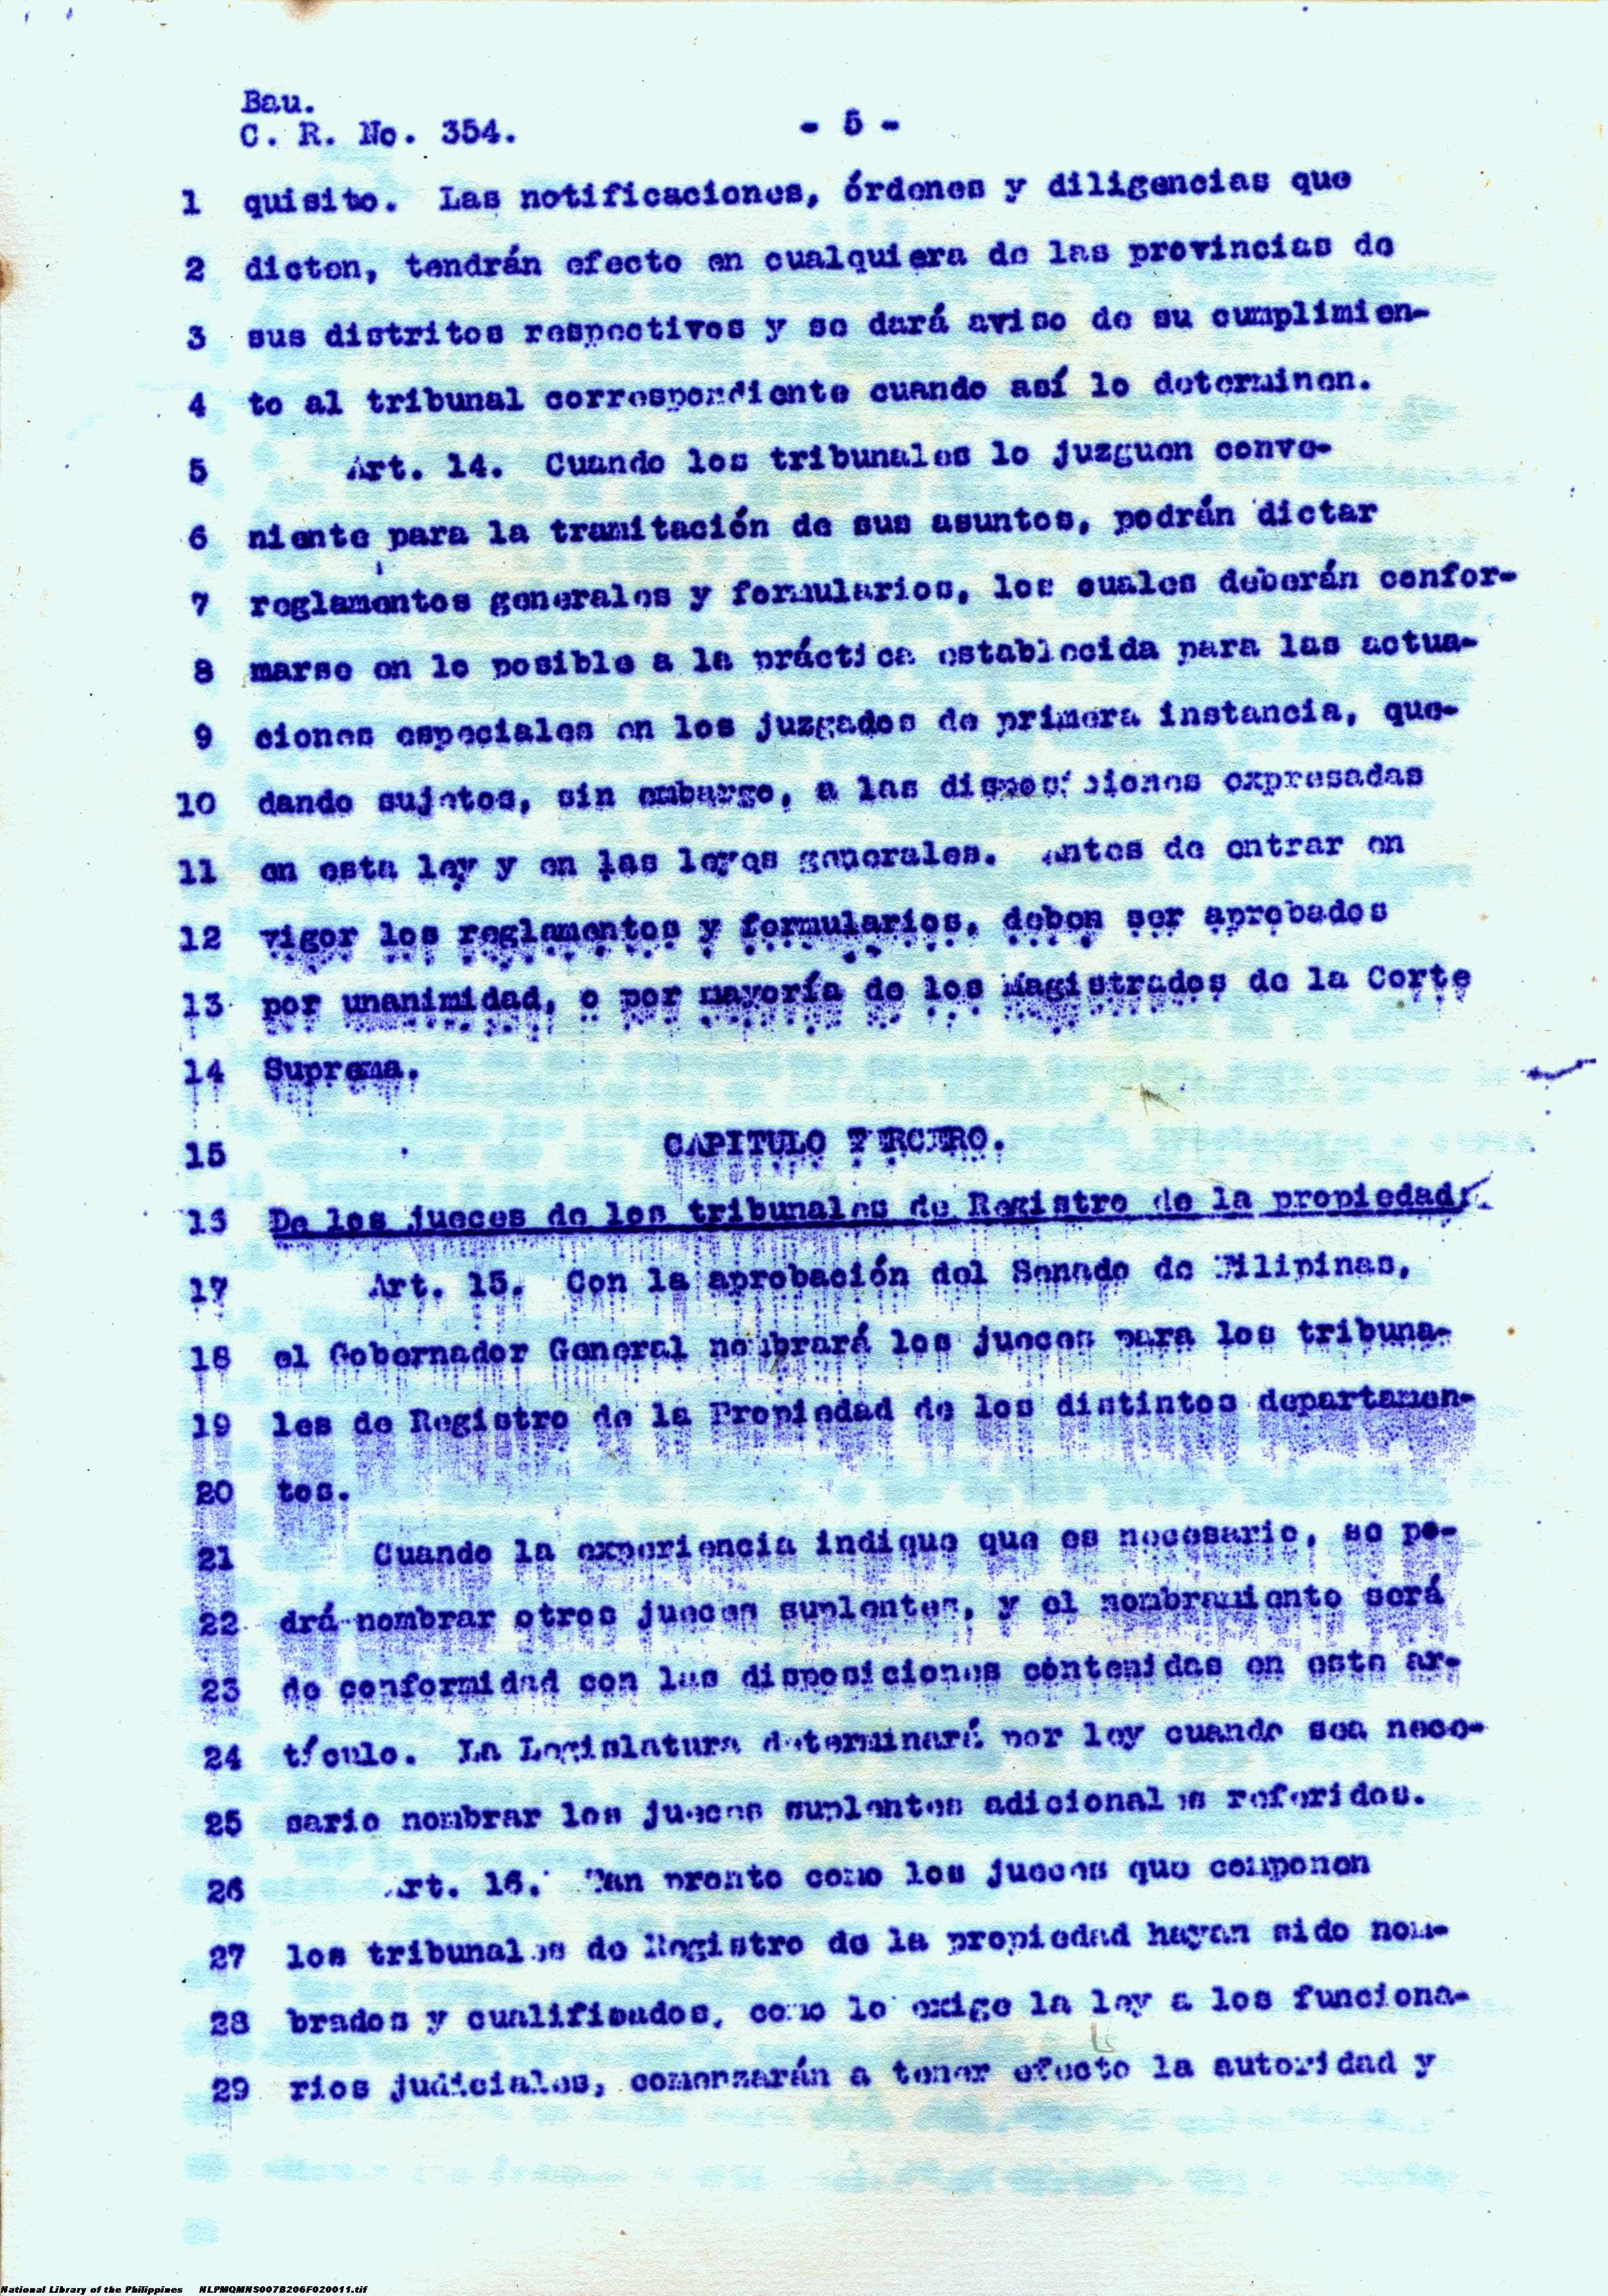 Bau.
C. R. No. 354. - 5 -
1 quisito. Las notificaciones, órdenes y diligencias que
2 dicten, tendrán efecto en cualquiera de las provincias de
3 sus distritos respectivos y se dará aviso de su cumplimien-
4 to al tribunal correspondiente cuando así lo determinen.
5 Art. 14. Cuando los tribunales lo juzguen conve-
6 niente para la tramitación de sus asuntos, podrán dictar
7 reglamentos generales y formularios, los cuales deberán confor-
8 marse en lo posible a la práctica establecida para las actua-
9 ciones especiales en los juzgados de primera instancia, que-
10 dando sujetos, sin embargo, a las disposiciones expresadas
11 en esta ley y en las leyes generales. Antes de entrar en
12 vigor los reglamentos y formularios, deben ser aprobados
13 por unanimidad, o por mayoría de los Magistrados de la Corte
14 Suprema.
15 CAPITULO TERCERO.
16 De los jueces de los tribunales de Registro de la propiedad.
17 Art. 15. Con la aprobación del Senado de Filipinas,
18 el Gobernador General nombrará los jueces para los tribuna-
19 les de Registro de la Propiedad de los distintos departamen-
20 tos.
21 Cuando la experiencia indique que es necesario, se po-
22 drá nombrar otros jueces suplentes, y el nombramiento será
23 de conformidad con las disposiciones contenidas en este ar-
24 tículo. La Legislatura determinará por ley cuando sea nece-
25 sario nombrar los jueces suplentes adicionales referidos.
26 Art. 16. Tan pronto como los jueces que componen
27 los tribunales de Registro de la propiedad hayan sido nom-
28 brados y cualificados, como lo exige la ley a los funciona-
29 rios judiciales, comenzarán a tener efecto la autoridad y
National Library of the Philippines NLPMQMNS007B206F020011.tif